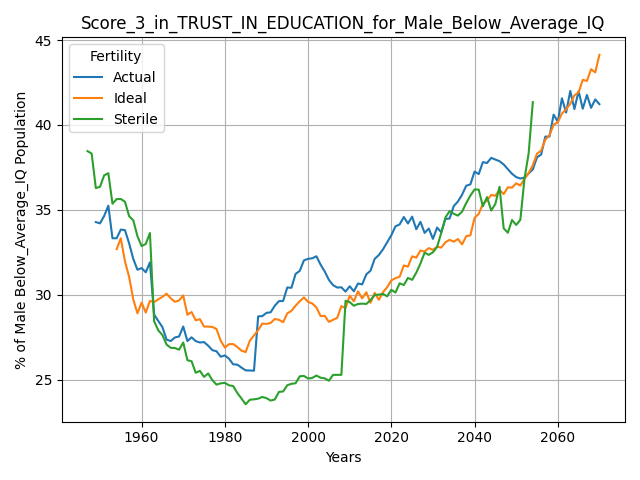 Score_3_in_TRUST_IN_EDUCATION_for_Male_Below_Average_IQ
% of Male Below_Average_IQ Population
45
40
35
30
25
Fertility
Actual
Ideal
Sterile
1960 1980 2000 2020 2040 2060
Years